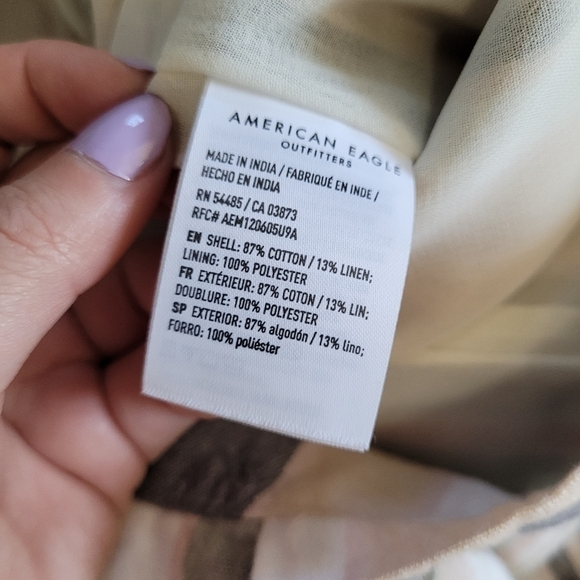 AMERICAN EAGLE
OUTFITTERS
MADE IN INDIA / FABRIQUÉ EN INDE /
HECHO EN INDIA
RN 54485 / CA 03873
RFC# AEM120605U9A
EN SHELL: 87% COTTON / 13% LINEN;
LINING: 100% POLYESTER
FR EXTÉRIEUR: 87% COTON / 13% LIN;
DOUBLURE: 100% POLYESTER
SP EXTERIOR: 87% algodón / 13% lino;
FORRO: 100% poliéster